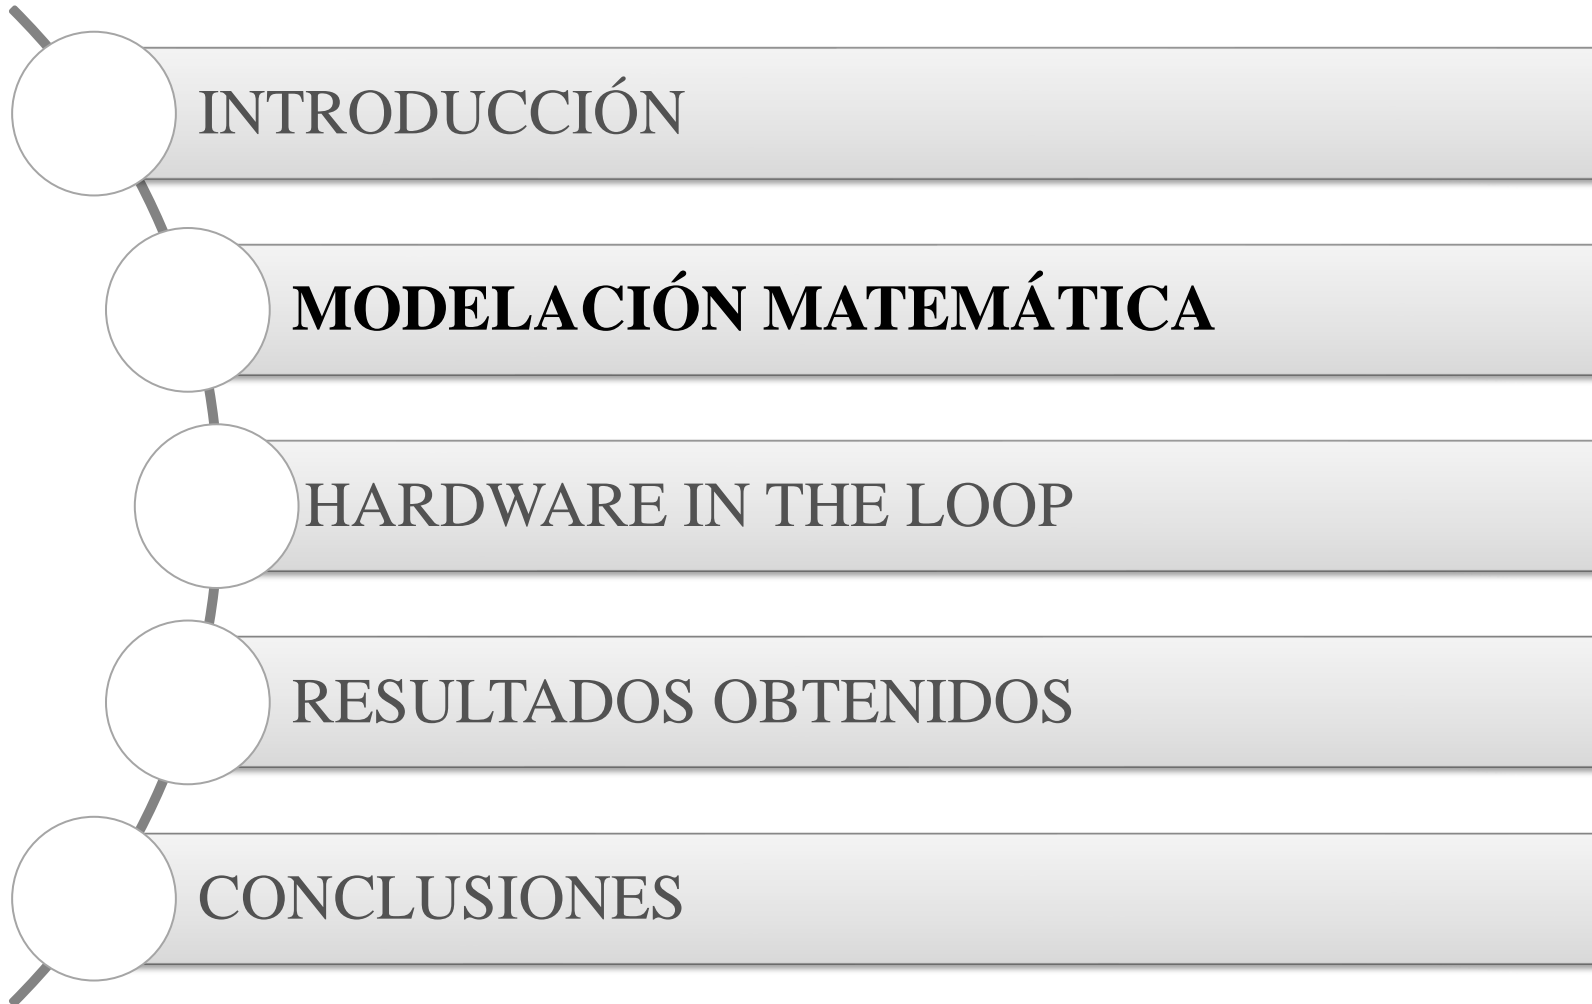 INTRODUCCIÓN
MODELACIÓN MATEMÁTICA
HARDWARE IN THE LOOP
RESULTADOS OBTENIDOS
CONCLUSIONES